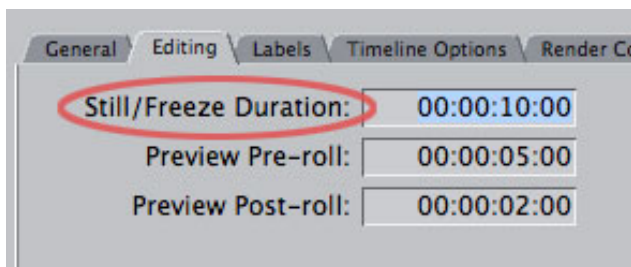 General Editing Labels Timeline Options Render
Still/Freeze Duration: 00:00:10:00
Preview Pre-roll: 00:00:05:00
Preview Post-roll: 00:00:02:00